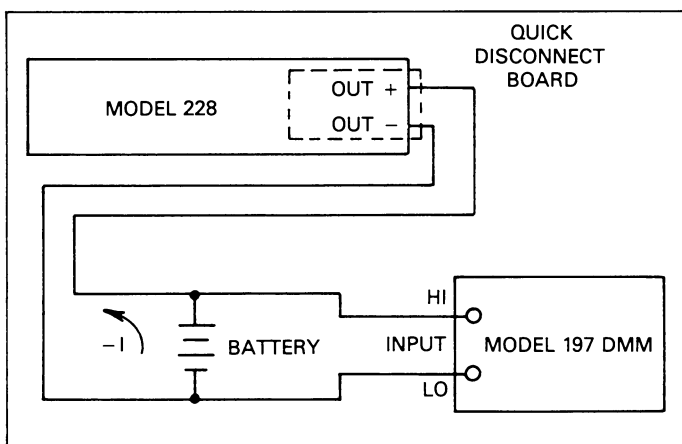 QUICK
DISCONNECT
BOARD
MODEL 228
OUT +
OUT −
HI
−I
BATTERY
INPUT
MODEL 197 DMM
LO